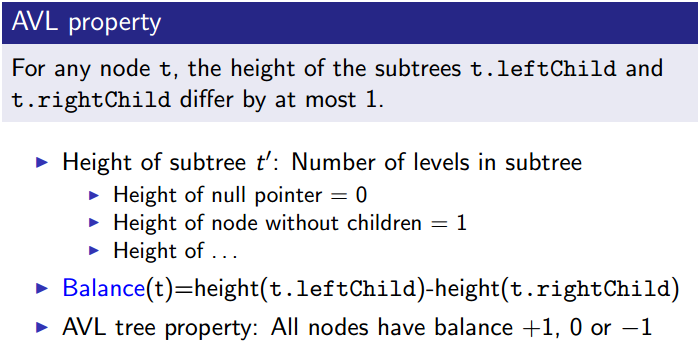 AVL property
For any node t, the height of the subtrees t.leftChild and
t.rightChild differ by at most 1.
▶ Height of subtree t′: Number of levels in subtree
▶ Height of null pointer = 0
▶ Height of node without children = 1
▶ Height of ...
▶ Balance(t)=height(t.leftChild)-height(t.rightChild)
▶ AVL tree property: All nodes have balance +1, 0 or −1